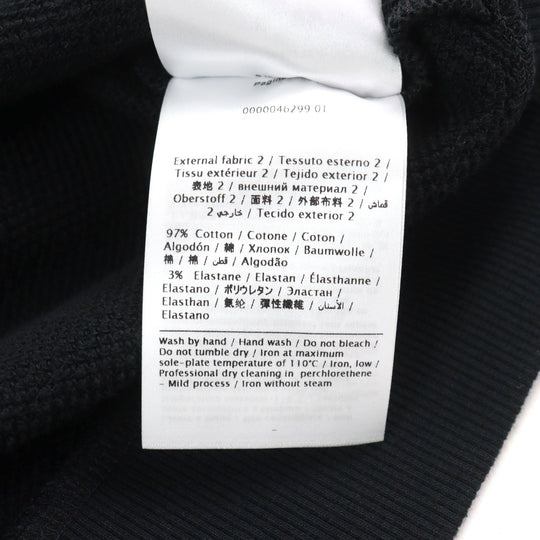 0000046299 01
External fabric 2 / Tessuto esterno 2 /
Tissu extérieur 2 / Tejido exterior 2 /
表地 2 / внешний материал 2 /
Oberstoff 2 / 面料 2 / 外部布料 2 / قماش
خارجي 2 / Tecido exterior 2
97% Cotton / Cotone / Coton /
Algodón / 綿 / Хлопок / Baumwolle /
棉 / 棉 / قطن / Algodão
3% Elastane / Elastan / Élasthanne /
Elastano / ポリウレタン / Эластан /
Elasthan / 氨纶 / 彈性纖維 / الأستان /
Elastano
Wash by hand / Hand wash / Do not bleach /
Do not tumble dry / Iron at maximum
sole-plate temperature of 110°C / Iron, low /
Professional dry cleaning in perchlorethene
- Mild process / Iron without steam